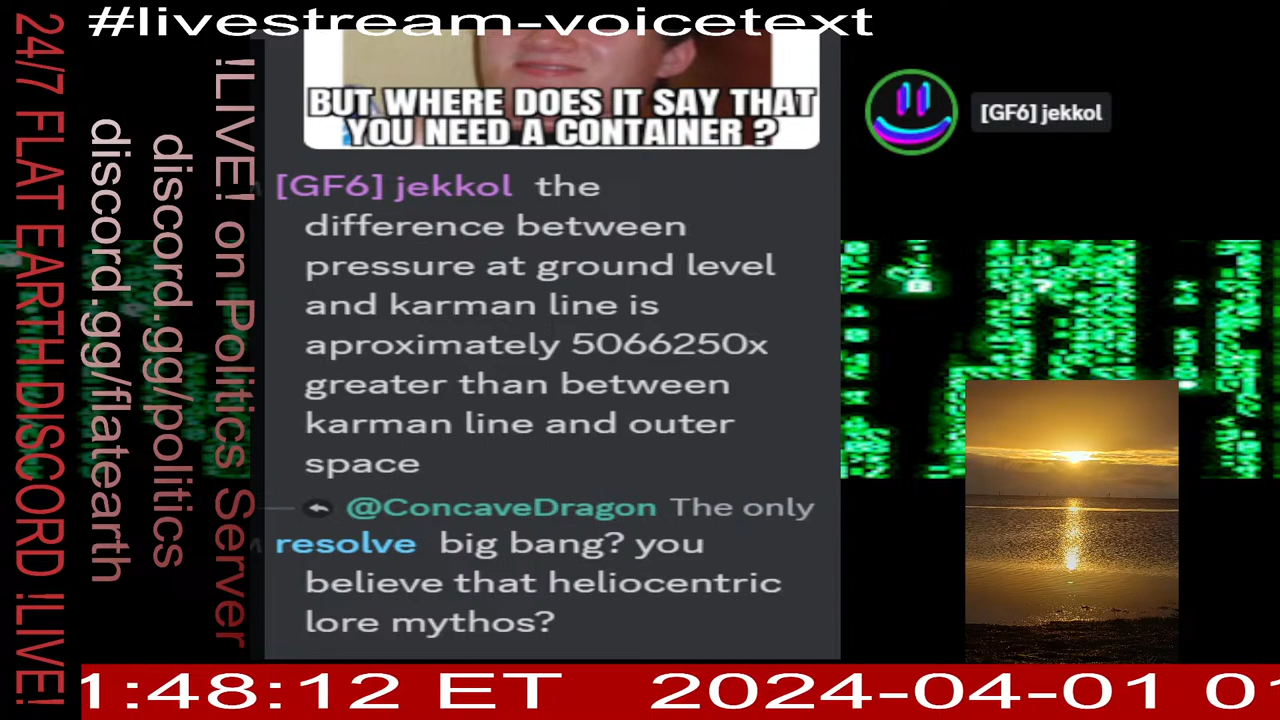 #livestream-voicetext
24/7 FLAT EARTH DISCORD !LIVE!
discord.gg/flatearth
discord.gg/politics
!LIVE! on Politics Server
BUT WHERE DOES IT SAY THAT
YOU NEED A CONTAINER ?
[GF6] jekkol
[GF6] jekkol the
difference between
pressure at ground level
and karman line is
aproximately 5066250x
greater than between
karman line and outer
space
@ConcaveDragon The only
resolve big bang? you
believe that heliocentric
lore mythos?
1:48:12 ET 2024-04-01 01